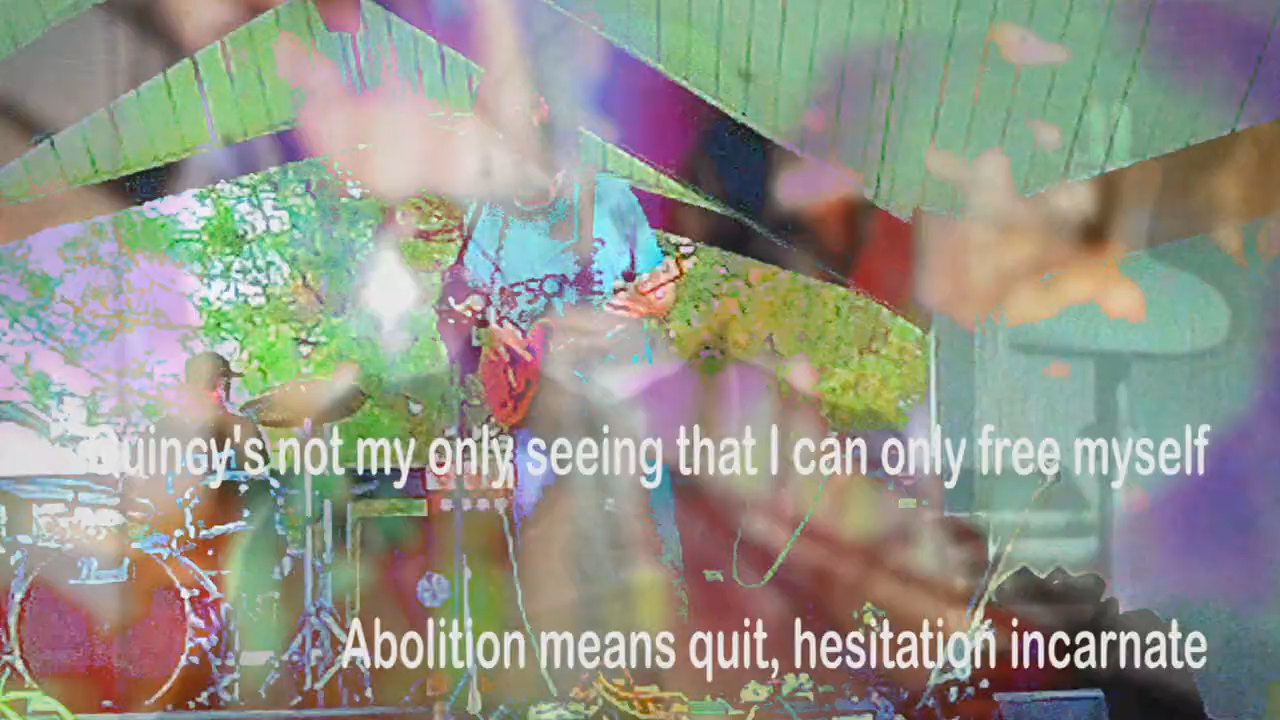 Quincy's not my only seeing that I can only free myself
Abolition means quit, hesitation incarnate